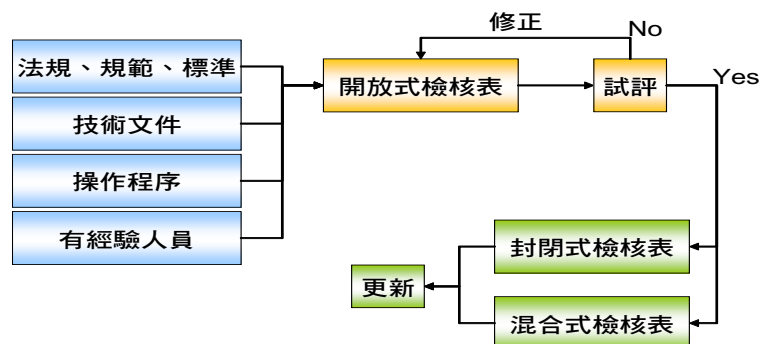 修正
No
法規、規範、標準
開放式檢核表
試評
Yes
技術文件
操作程序
有經驗人員
封閉式檢核表
更新
混合式檢核表